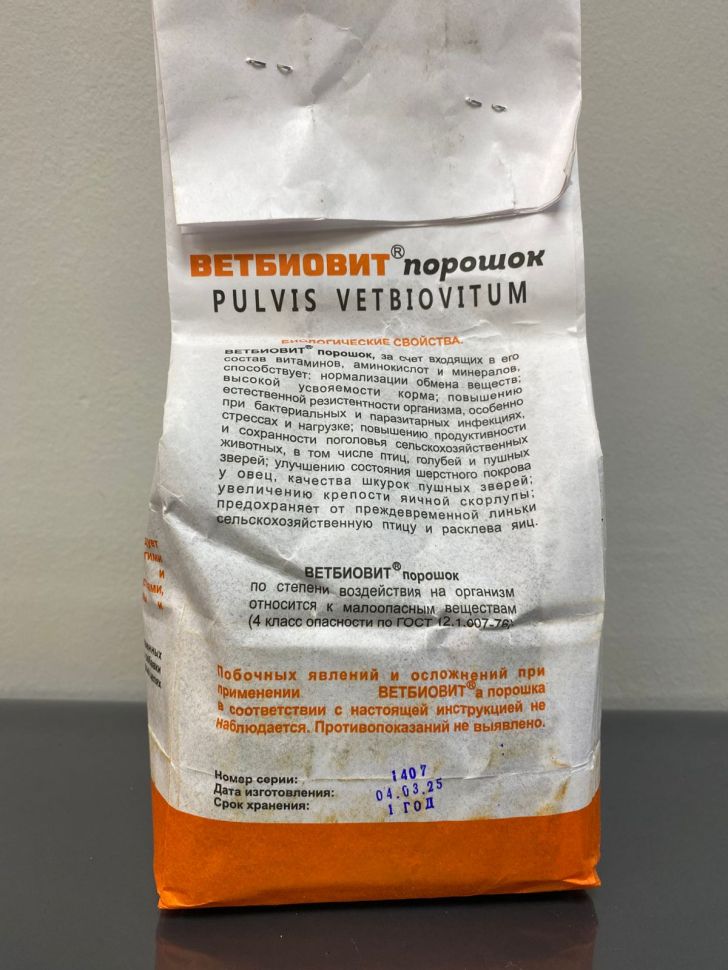 ВЕТБИОВИТ® порошок
PULVIS VETBIOVITUM
БИОЛОГИЧЕСКИЕ СВОЙСТВА.
ВЕТБИОВИТ® порошок, за счет входящих в его
состав витаминов, аминокислот и минералов,
способствует: нормализации обмена веществ;
высокой усвояемости корма; повышению
естественной резистентности организма, особенно
при бактериальных и паразитарных инфекциях,
стрессах и нагрузке; повышению продуктивности
и сохранности поголовья сельскохозяйственных
животных, в том числе птиц, голубей и пушных
зверей; улучшению состояния шерстного покрова
у овец, качества шкурок пушных зверей;
увеличению крепости яичной скорлупы;
предохраняет от преждевременной линьки
сельскохозяйственную птицу и расклева яиц.
ВЕТБИОВИТ® порошок
по степени воздействия на организм
относится к малоопасным веществам
(4 класс опасности по ГОСТ 12.1.007-76)
Побочных явлений и осложнений при
применении ВЕТБИОВИТ®а порошка
в соответствии с настоящей инструкцией не
наблюдается. Противопоказаний не выявлено.
Номер серии: 1407
Дата изготовления: 04.03.25
Срок хранения: 1 ГОД